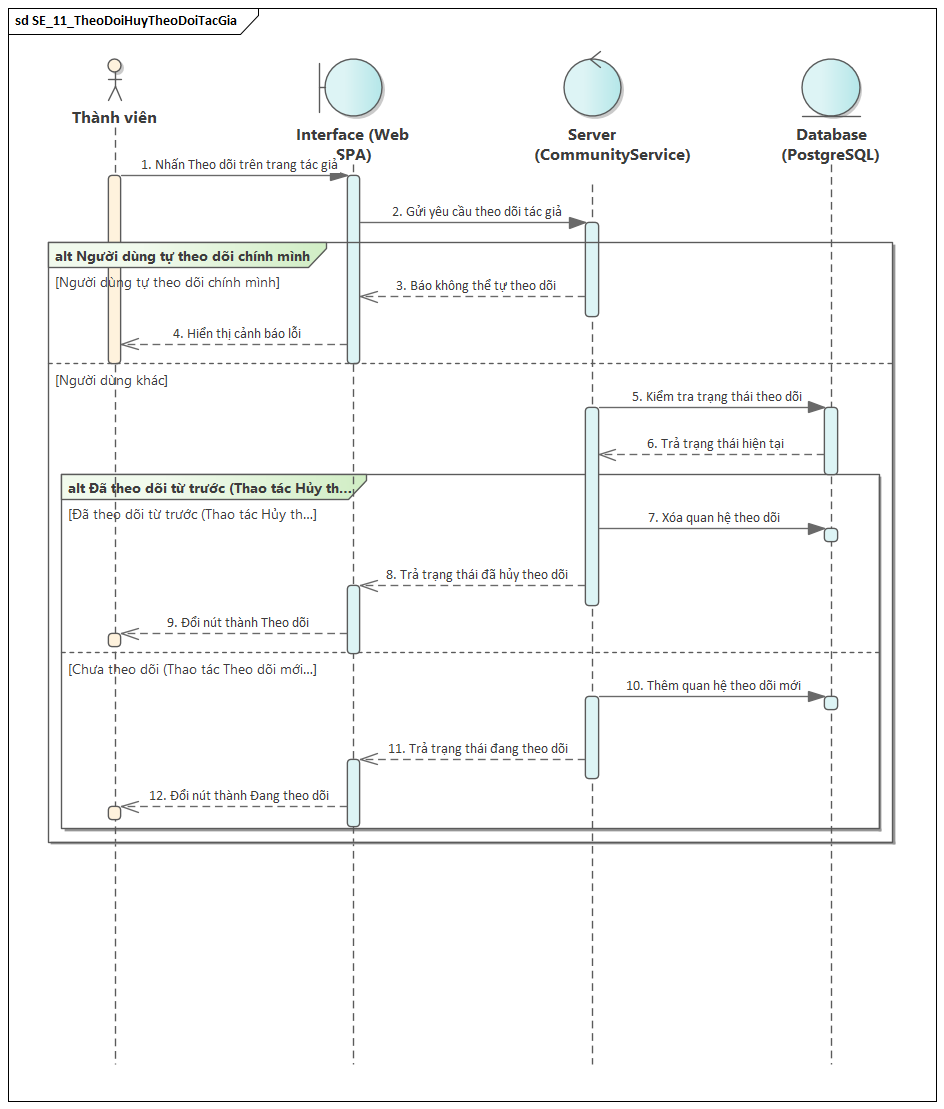 sd SE_11_TheoDoiHuyTheoDoiTacGia
Thành viên
Interface (Web
SPA)
Server
(CommunityService)
Database
(PostgreSQL)
1. Nhấn Theo dõi trên trang tác giả
2. Gửi yêu cầu theo dõi tác giả
alt Người dùng tự theo dõi chính mình
[Người dùng tự theo dõi chính mình]
3. Báo không thể tự theo dõi
4. Hiển thị cảnh báo lỗi
[Người dùng khác]
5. Kiểm tra trạng thái theo dõi
6. Trả trạng thái hiện tại
alt Đã theo dõi từ trước (Thao tác Hủy th...
[Đã theo dõi từ trước (Thao tác Hủy th...]
7. Xóa quan hệ theo dõi
8. Trả trạng thái đã hủy theo dõi
9. Đổi nút thành Theo dõi
[Chưa theo dõi (Thao tác Theo dõi mới...]
10. Thêm quan hệ theo dõi mới
11. Trả trạng thái đang theo dõi
12. Đổi nút thành Đang theo dõi